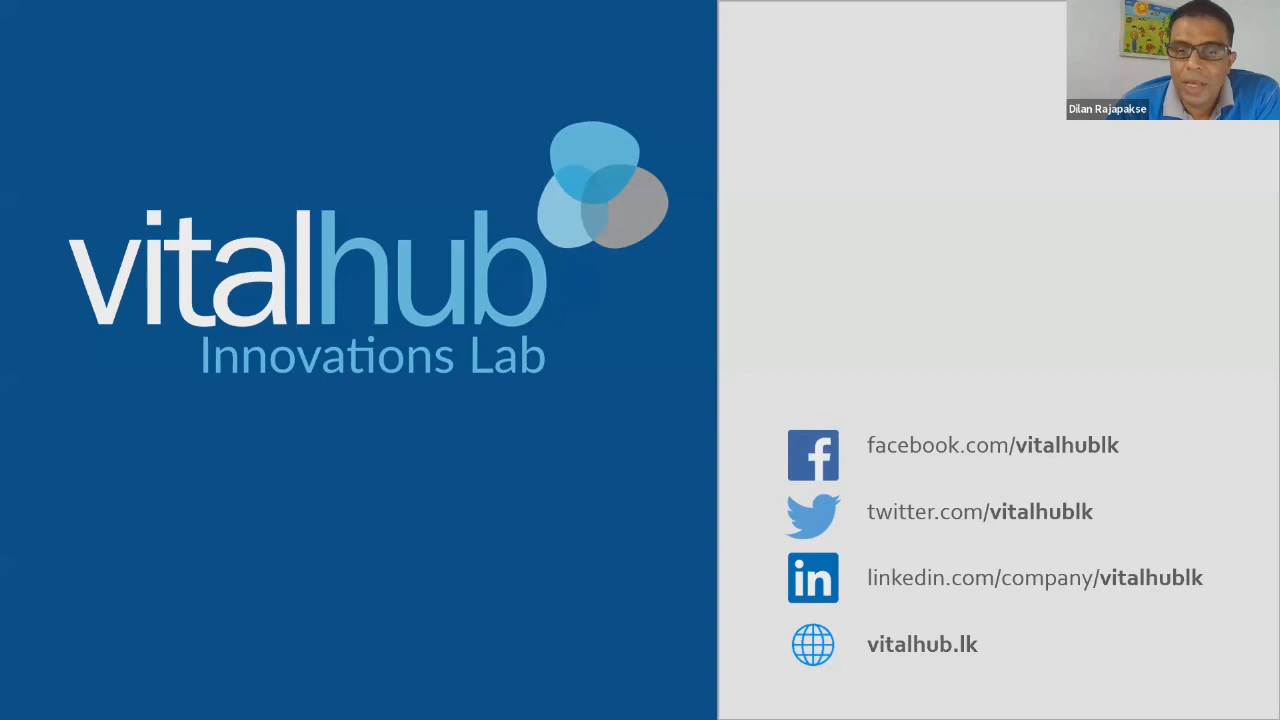 Dilan Rajapakse
vitalhub
Innovations Lab
facebook.com/vitalhublk
twitter.com/vitalhublk
linkedin.com/company/vitalhublk
vitalhub.lk